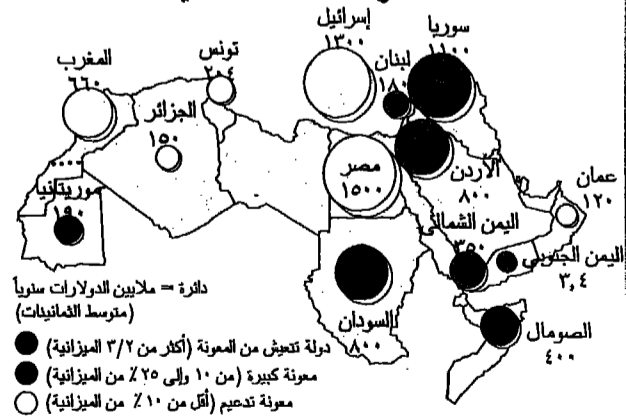 إسرائيل
١٣٠٠
سوريا
١١٠٠
لبنان
١٨٠
تونس
٢٠٤
المغرب
٦٦٠
الجزائر
١٥٠
موريتانيا
١٩٠
مصر
١٥٠٠
الأردن
٨٠٠
عمان
١٢٠
اليمن الشمالي
٣٥٠
اليمن الجنوبي
٣,٤
السودان
٨٠٠
الصومال
٤٠٠
دائرة = ملايين الدولارات سنوياً
(متوسط الثمانينات)
دولة تتعيش من المعونة (أكثر من ٣/٢ الميزانية)
معونة كبيرة (من ١٠ وإلى ٢٥ ٪ من الميزانية)
معونة تدعيم (أقل من ١٠ ٪ من الميزانية)